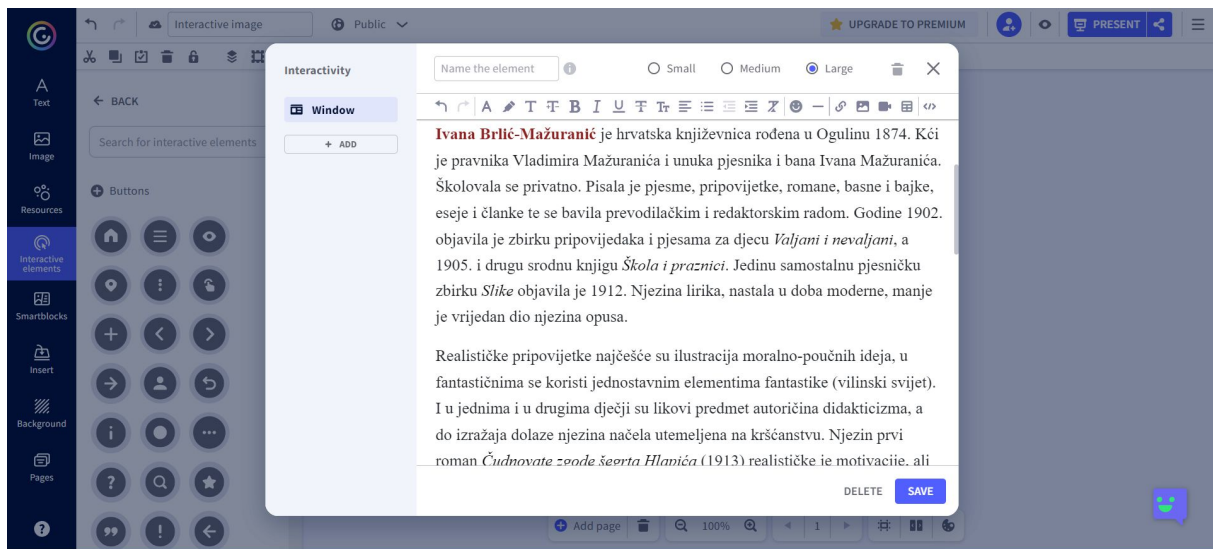 Interactive image
Public
UPGRADE TO PREMIUM
PRESENT
A
Text
Image
Resources
Interactive
elements
Smartblocks
Insert
Background
Pages
?
BACK
Search for interactive elements
Buttons
Interactivity
Window
+ ADD
Name the element
Small
Medium
Large
Ivana Brlić-Mažuranić je hrvatska književnica rođena u Ogulinu 1874. Kći
je pravnika Vladimira Mažuranića i unuka pjesnika i bana Ivana Mažuranića.
Školovala se privatno. Pisala je pjesme, pripovijetke, romane, basne i bajke,
eseje i članke te se bavila prevodilačkim i redaktorskim radom. Godine 1902.
objavila je zbirku pripovijedaka i pjesama za djecu Valjani i nevaljani, a
1905. i drugu srodnu knjigu Škola i praznici. Jedinu samostalnu pjesničku
zbirku Slike objavila je 1912. Njezina lirika, nastala u doba moderne, manje
je vrijedan dio njezina opusa.
Realističke pripovijetke najčešće su ilustracija moralno-poučnih ideja, u
fantastičnima se koristi jednostavnim elementima fantastike (vilinski svijet).
I u jednima i u drugima dječji su likovi predmet autoričina didakticizma, a
do izražaja dolaze njezina načela utemeljena na kršćanstvu. Njezin prvi
roman Čudnovate zgode šegrta Hlapića (1913) realističke je motivacije, ali
DELETE
SAVE
Add page
100%
1